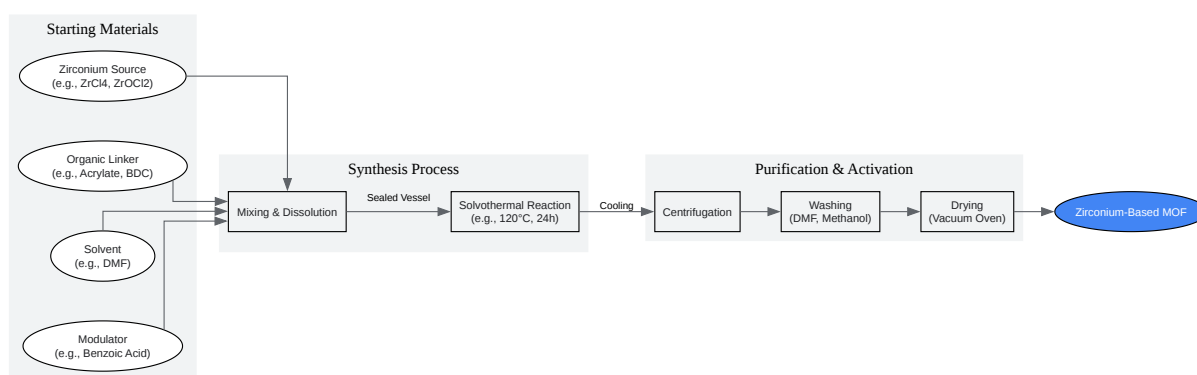 Starting Materials
Zirconium Source
(e.g., ZrCl4, ZrOCl2)
Organic Linker
(e.g., Acrylate, BDC)
Solvent
(e.g., DMF)
Modulator
(e.g., Benzoic Acid)
Synthesis Process
Mixing & Dissolution
Sealed Vessel
Solvothermal Reaction
(e.g., 120°C, 24h)
Cooling
Purification & Activation
Centrifugation
Washing
(DMF, Methanol)
Drying
(Vacuum Oven)
Zirconium-Based MOF